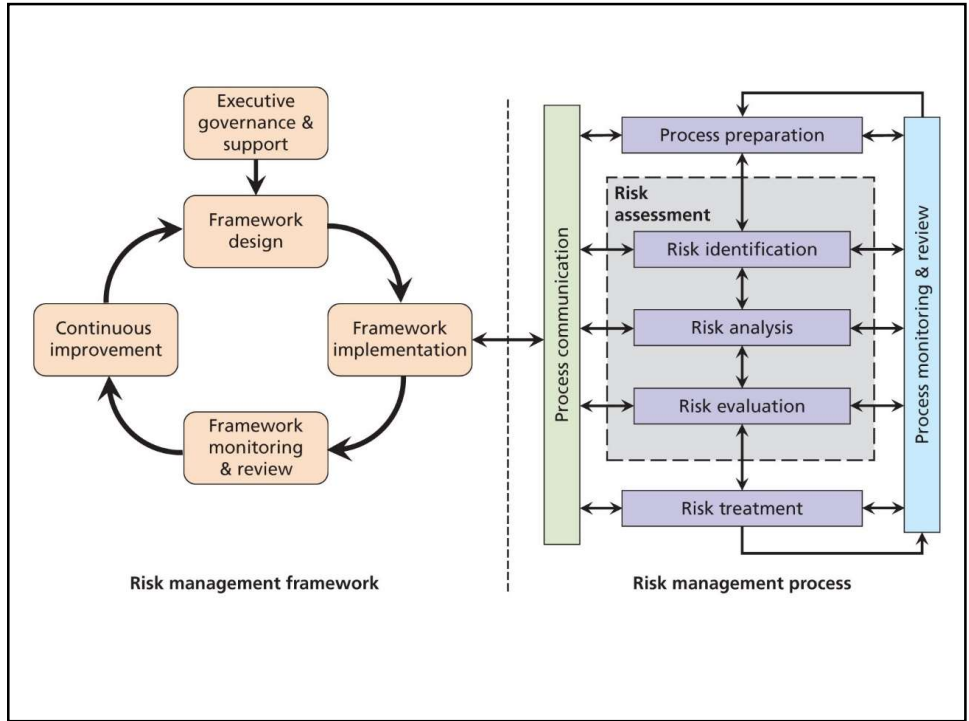 Executive
governance &
support
Framework
design
Continuous
improvement
Framework
implementation
Framework
monitoring
& review
Risk management framework
Process communication
Process preparation
Risk
assessment
Risk identification
Risk analysis
Risk evaluation
Risk treatment
Process monitoring & review
Risk management process